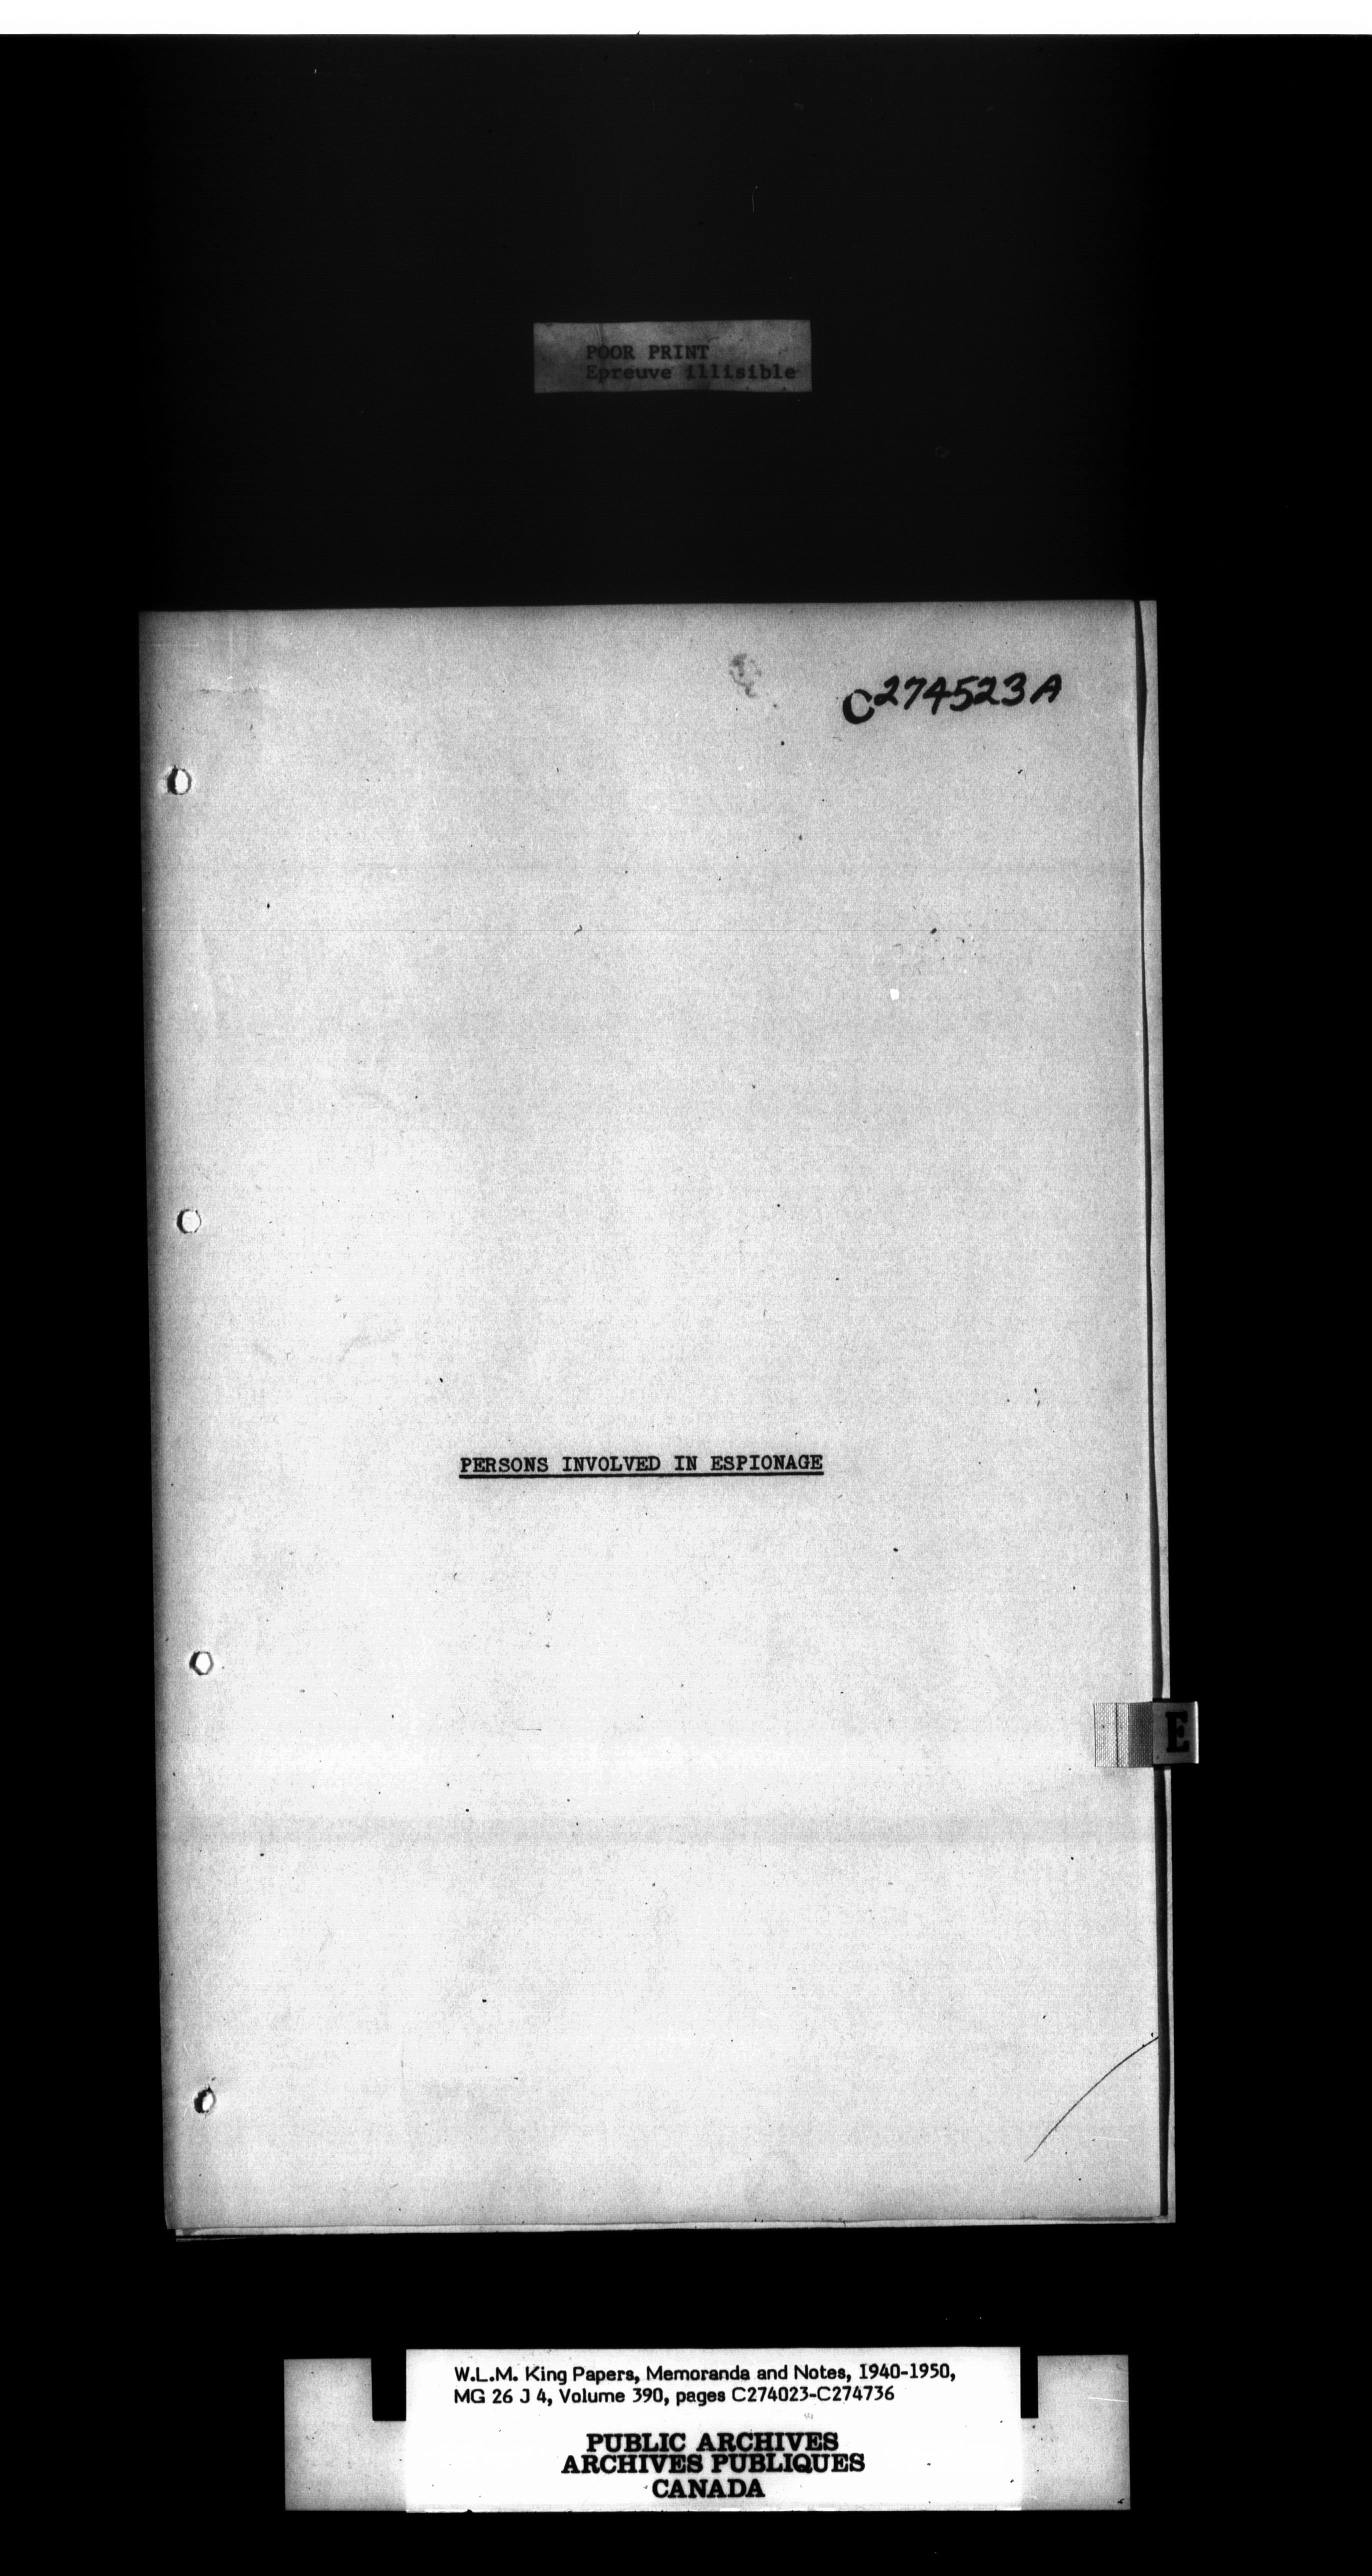 POOR PRINT
Epreuve illisible
C274523A
PERSONS INVOLVED IN ESPIONAGE
E
W.L.M. King Papers, Memoranda and Notes, 1940-1950,
MG 26 J 4, Volume 390, pages C274023-C274736
PUBLIC ARCHIVES
ARCHIVES PUBLIQUES
CANADA